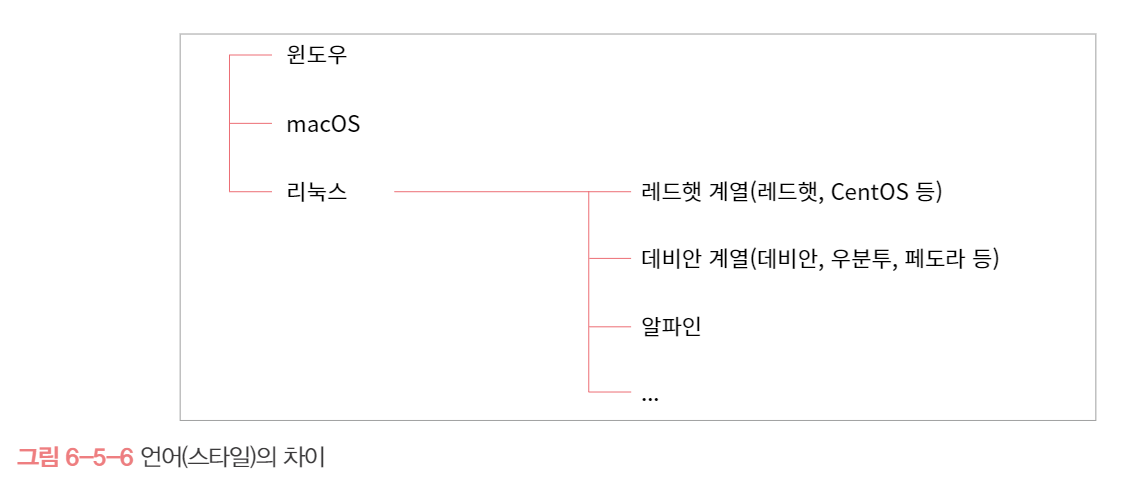 윈도우
macOS
리눅스
레드햇 계열(레드햇, CentOS 등)
데비안 계열(데비안, 우분투, 페도라 등)
알파인
...
그림 6-5-6 언어(스타일)의 차이